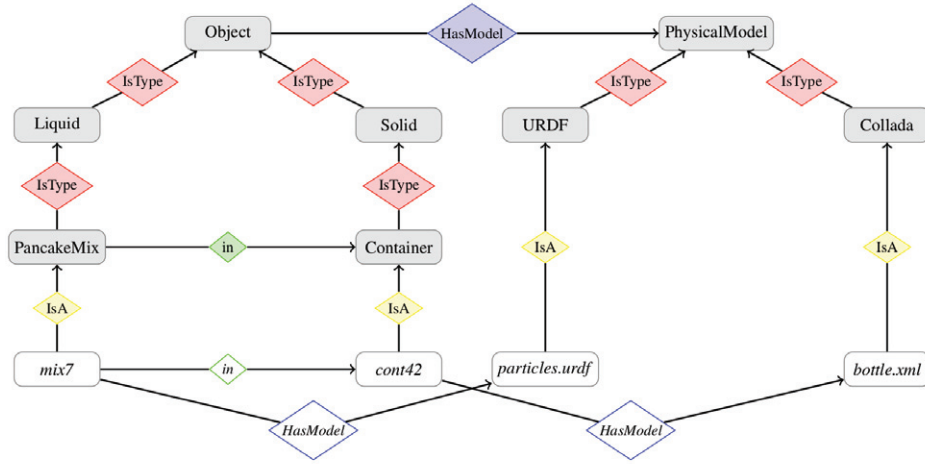 Object
HasModel
PhysicalModel
IsType
IsType
IsType
IsType
Liquid
Solid
URDF
Collada
IsType
IsType
PancakeMix
in
Container
IsA
IsA
IsA
IsA
mix7
in
cont42
particles.urdf
bottle.xml
HasModel
HasModel